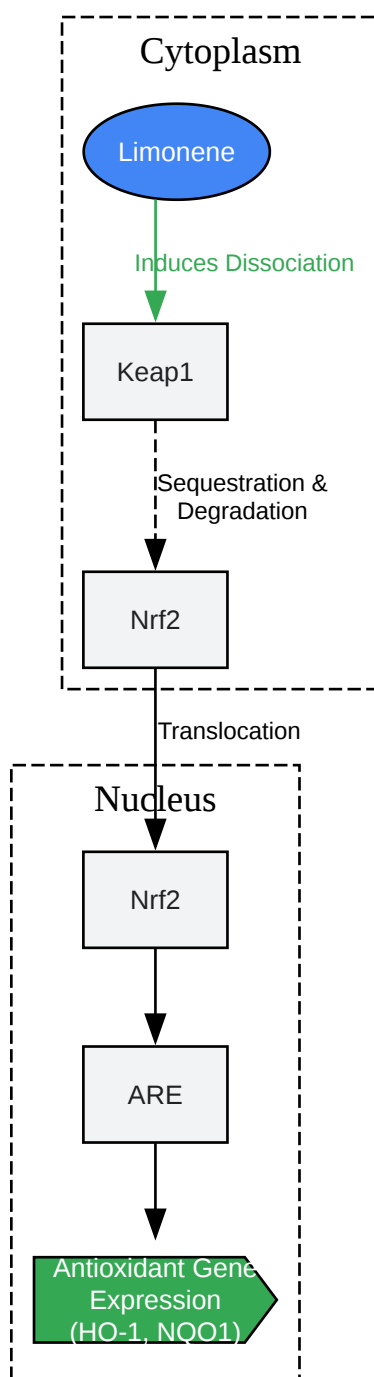 Cytoplasm
Limonene
Induces Dissociation
Keap1
Sequestration &
Degradation
Nrf2
Translocation
Nucleus
Nrf2
ARE
Antioxidant Gene
Expression
(HO-1, NQO1)